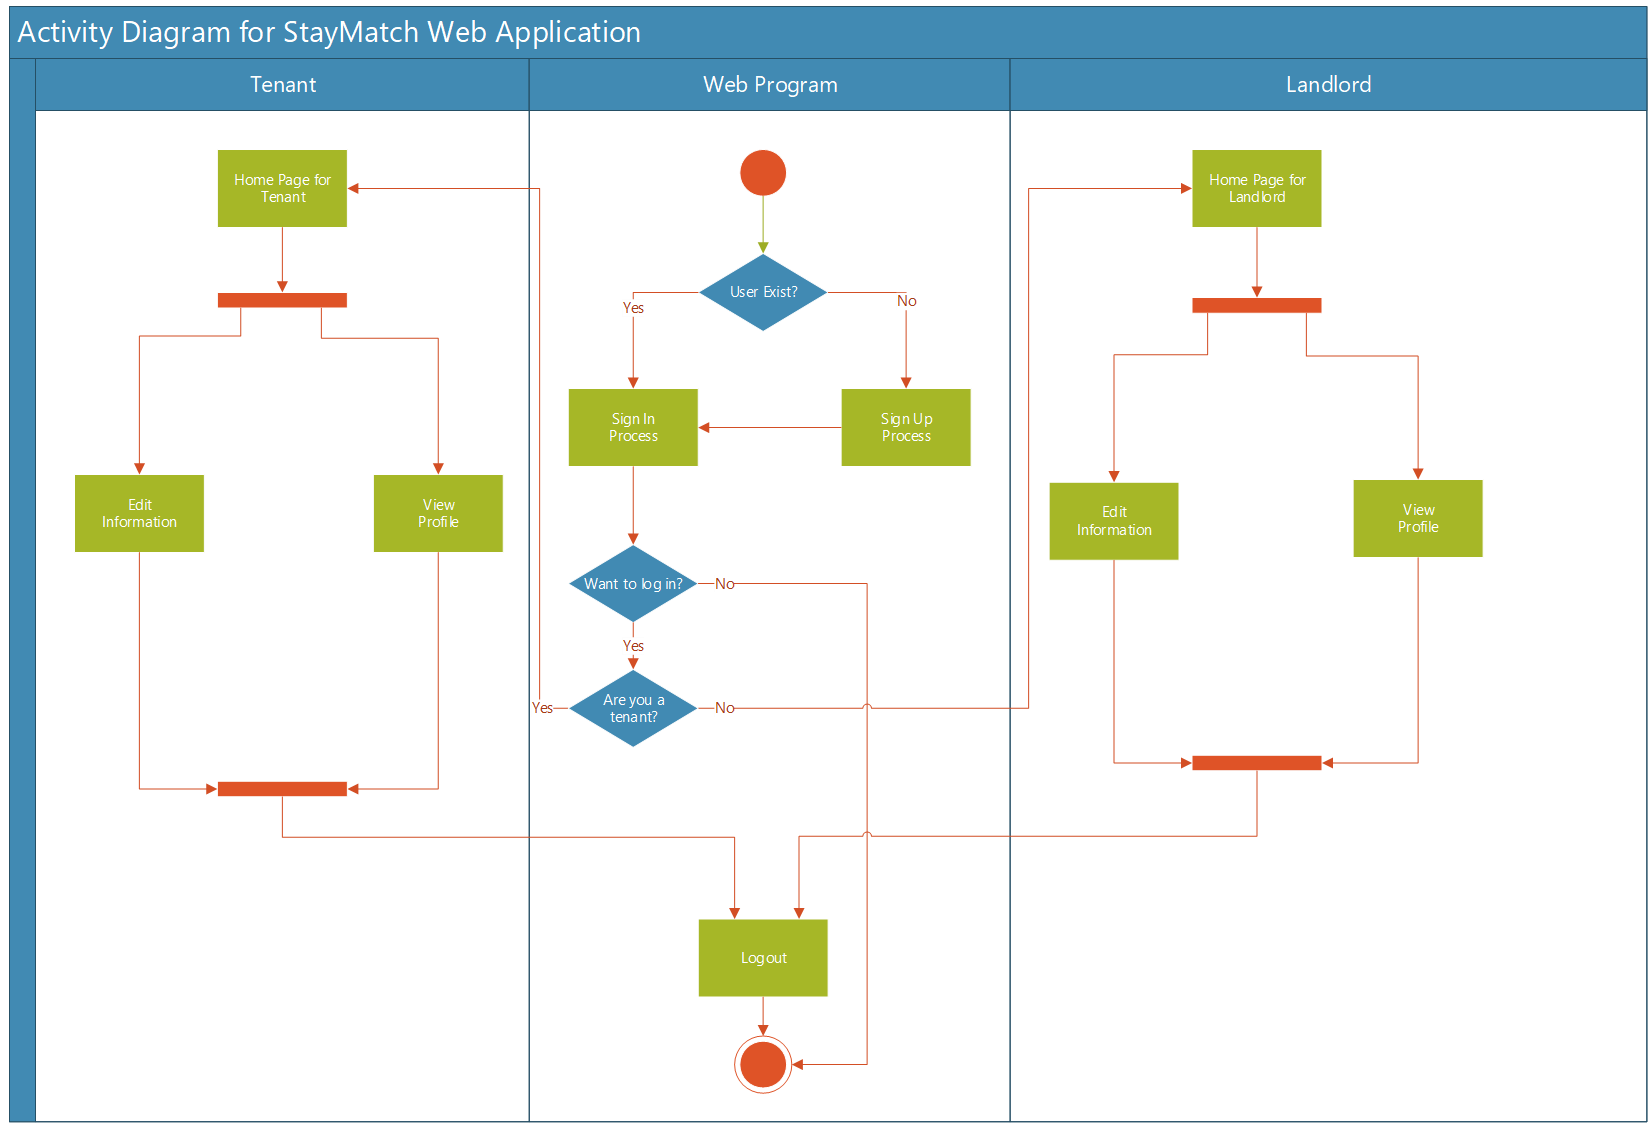 Activity Diagram for StayMatch Web Application
Tenant
Web Program
Landlord
Home Page for
Tenant
Home Page for
Landlord
User Exist?
Yes
No
Sign In
Process
Sign Up
Process
Edit
Information
View
Profile
Edit
Information
View
Profile
Want to log in?
No
Yes
Are you a
tenant?
Yes
No
Logout